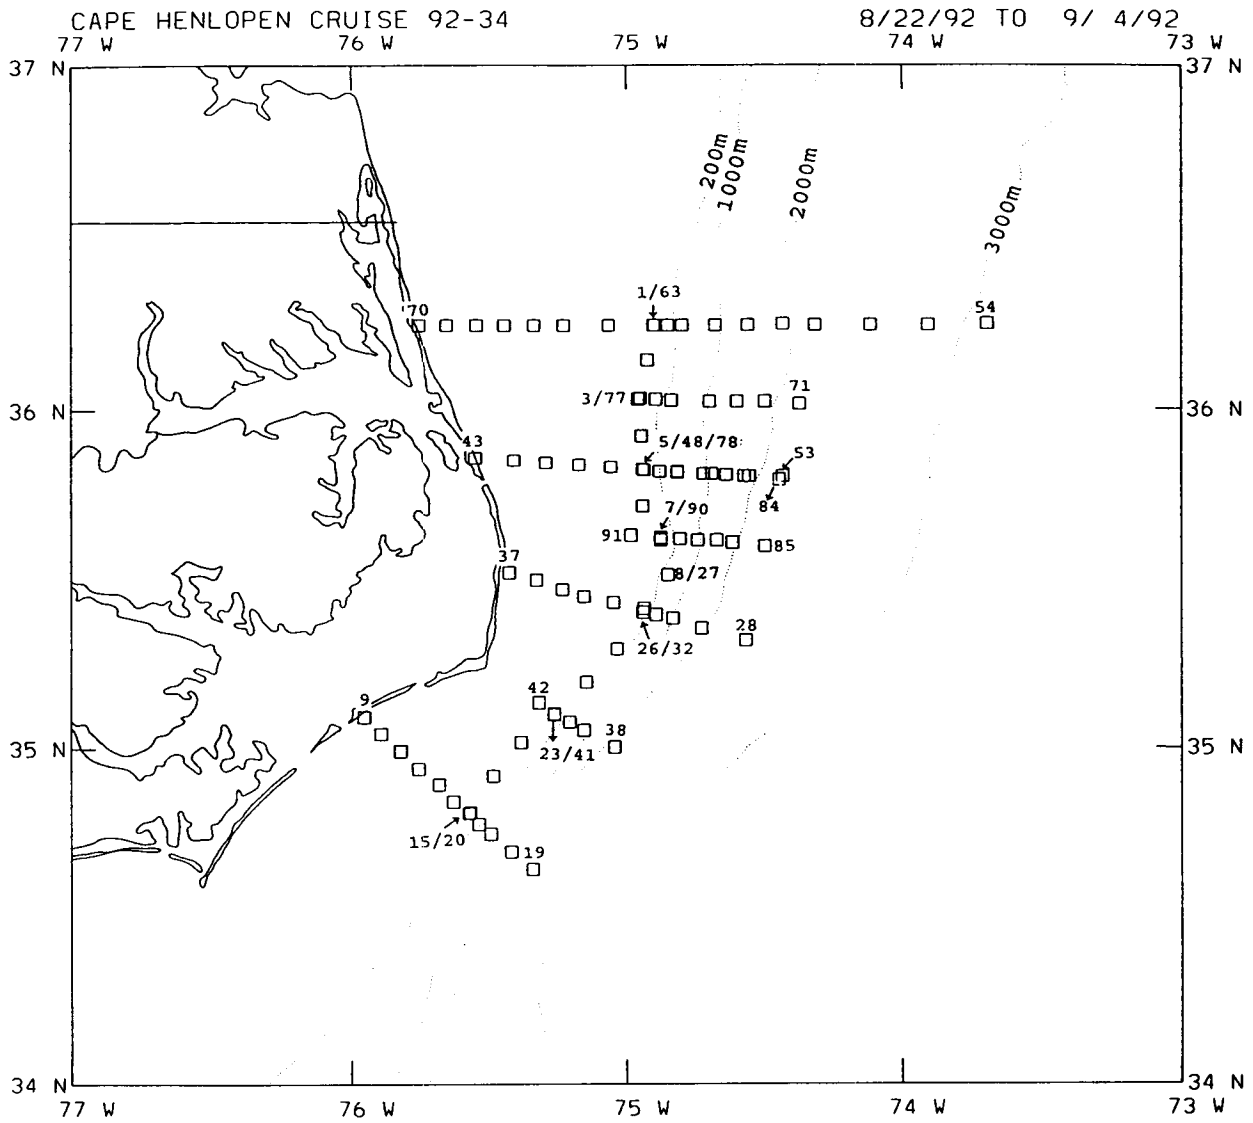 CAPE HENLOPEN CRUISE 92-34 8/22/92 TO 9/ 4/92
77 W 76 W 75 W 74 W 73 W
37 N 37 N
200m
1000m
2000m
3000m
1/63
54
70
71
3/77
36 N 36 N
43
5/48/78
53
84
7/90
91
85
37
8/27
28
26/32
42
9
38
35 N 35 N
23/41
15/20
19
34 N 34 N
77 W 76 W 75 W 74 W 73 W